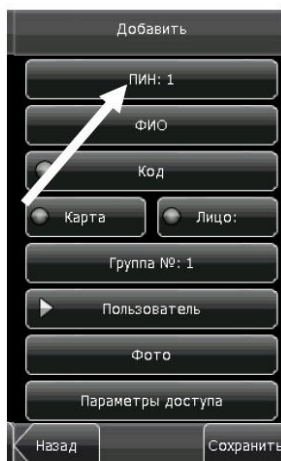 Добавить
ПИН: 1
ФИО
Код
Карта
Лицо:
Группа №: 1
Пользователь
Фото
Параметры доступа
Назад
Сохранить